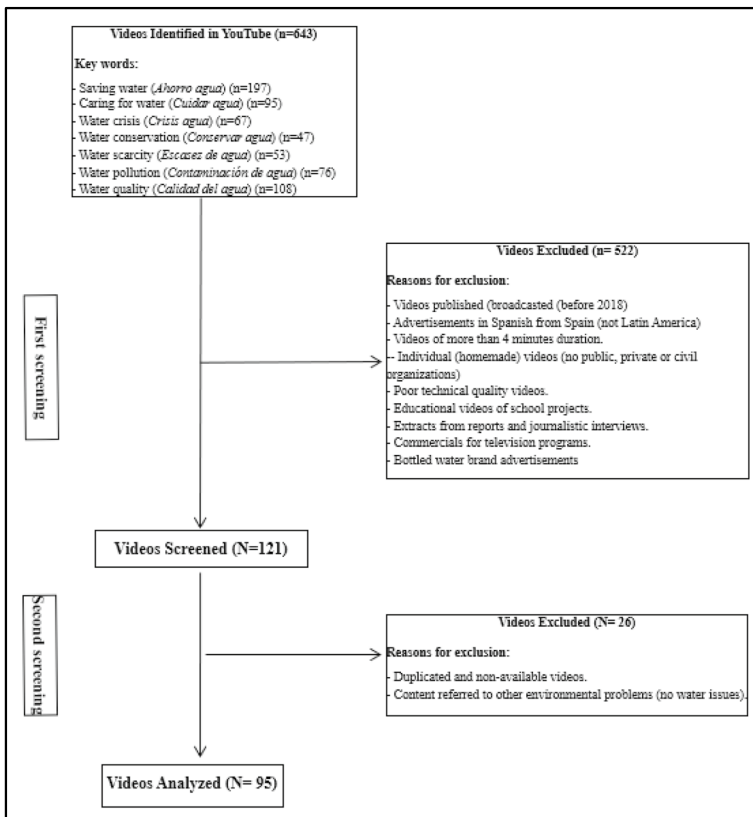 Videos Identified in YouTube (n=643)
Key words:
- Saving water (Ahorro agua) (n=197)
- Caring for water (Cuidar agua) (n=95)
- Water crisis (Crisis agua) (n=67)
- Water conservation (Conservar agua) (n=47)
- Water scarcity (Escases de agua) (n=53)
- Water pollution (Contaminación de agua) (n=76)
- Water quality (Calidad del agua) (n=108)
First screening
Videos Excluded (n= 522)
Reasons for exclusion:
- Videos published (broadcasted (before 2018)
- Advertisements in Spanish from Spain (not Latin America)
- Videos of more than 4 minutes duration.
-- Individual (homemade) videos (no public, private or civil
organizations)
- Poor technical quality videos.
- Educational videos of school projects.
- Extracts from reports and journalistic interviews.
- Commercials for television programs.
- Bottled water brand advertisements
Videos Screened (N=121)
Second screening
Videos Excluded (N= 26)
Reasons for exclusion:
- Duplicated and non-available videos.
- Content referred to other environmental problems (no water issues).
Videos Analyzed (N= 95)